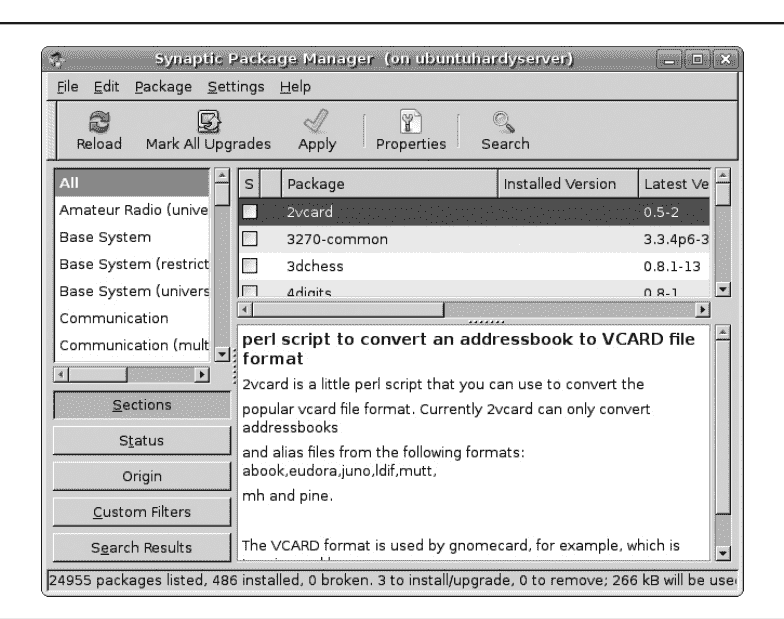 Synaptic Package Manager (on ubuntuhardyserver)
File Edit Package Settings Help
Reload Mark All Upgrades Apply Properties Search
All
Amateur Radio (unive
Base System
Base System (restrict
Base System (univers
Communication
Communication (mult
Sections
Status
Origin
Custom Filters
Search Results
S Package Installed Version Latest Ve
2vcard 0.5-2
3270-common 3.3.4p6-3
3dchess 0.8.1-13
4digits 0.8-1
perl script to convert an addressbook to VCARD file
format
2vcard is a little perl script that you can use to convert the
popular vcard file format. Currently 2vcard can only convert
addressbooks
and alias files from the following formats:
abook,eudora,juno,ldif,mutt,
mh and pine.
The VCARD format is used by gnomecard, for example, which is
24955 packages listed, 486 installed, 0 broken. 3 to install/upgrade, 0 to remove; 266 kB will be use